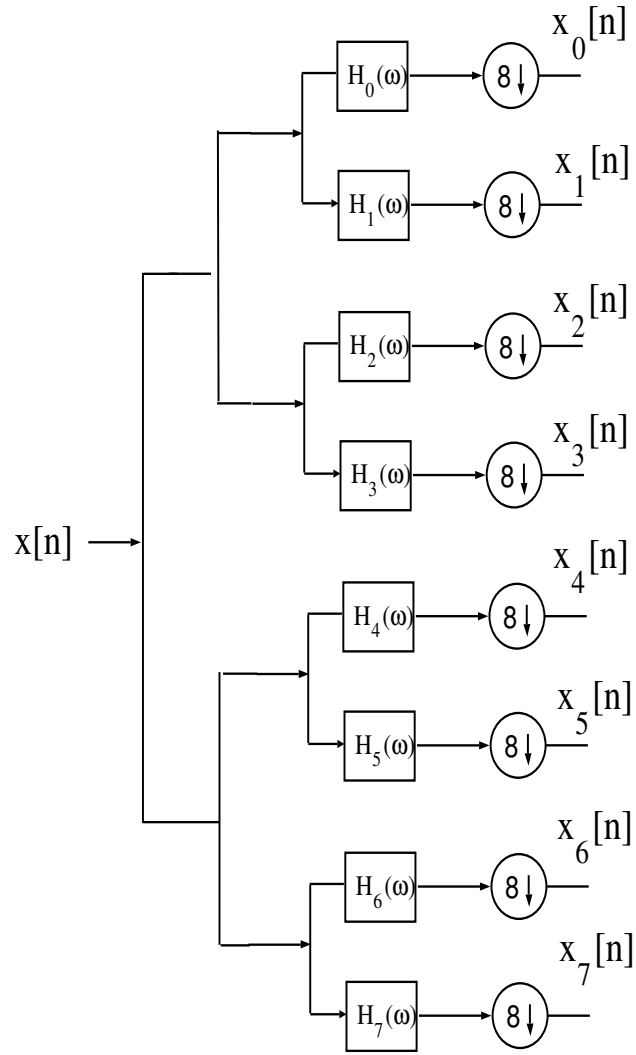 x₀[n]
H₀(ω) 8↓
x₁[n]
H₁(ω) 8↓
x₂[n]
H₂(ω) 8↓
x₃[n]
H₃(ω) 8↓
x[n]
x₄[n]
H₄(ω) 8↓
x₅[n]
H₅(ω) 8↓
x₆[n]
H₆(ω) 8↓
x₇[n]
H₇(ω) 8↓